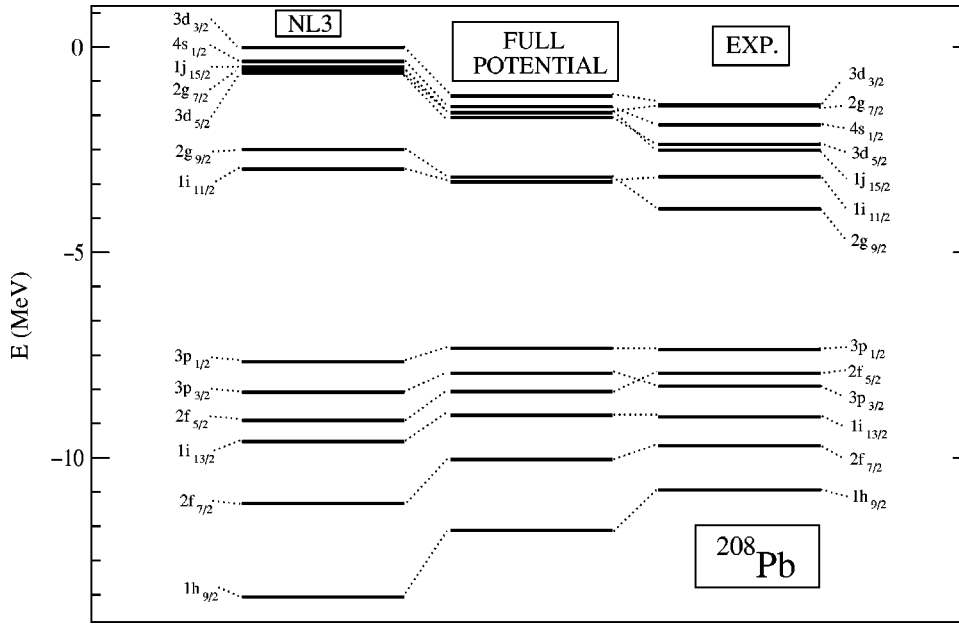 NL3
FULL
POTENTIAL
EXP.
3d 3/2
4s 1/2
1j 15/2
2g 7/2
3d 5/2
2g 9/2
1i 11/2
3p 1/2
3p 3/2
2f 5/2
1i 13/2
2f 7/2
1h 9/2
3d 3/2
2g 7/2
4s 1/2
3d 5/2
1j 15/2
1i 11/2
2g 9/2
3p 1/2
2f 5/2
3p 3/2
1i 13/2
2f 7/2
1h 9/2
0
−5
−10
E (MeV)
208Pb